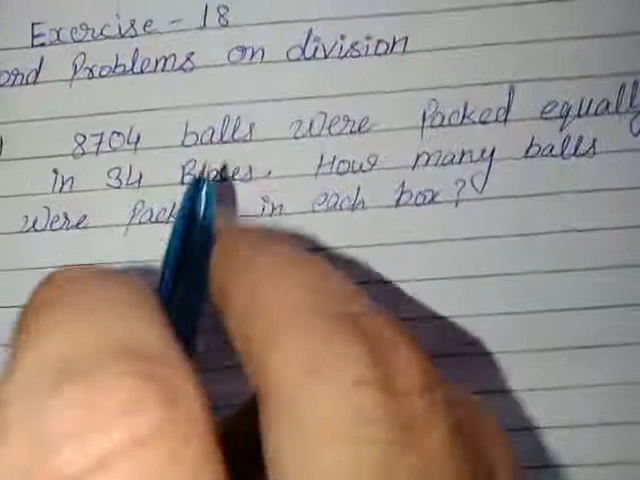 Exercise - 18
ord Problems on division
8704 balls were Packed equall
in 34 Boxes. How many balls
were Pack in each box?